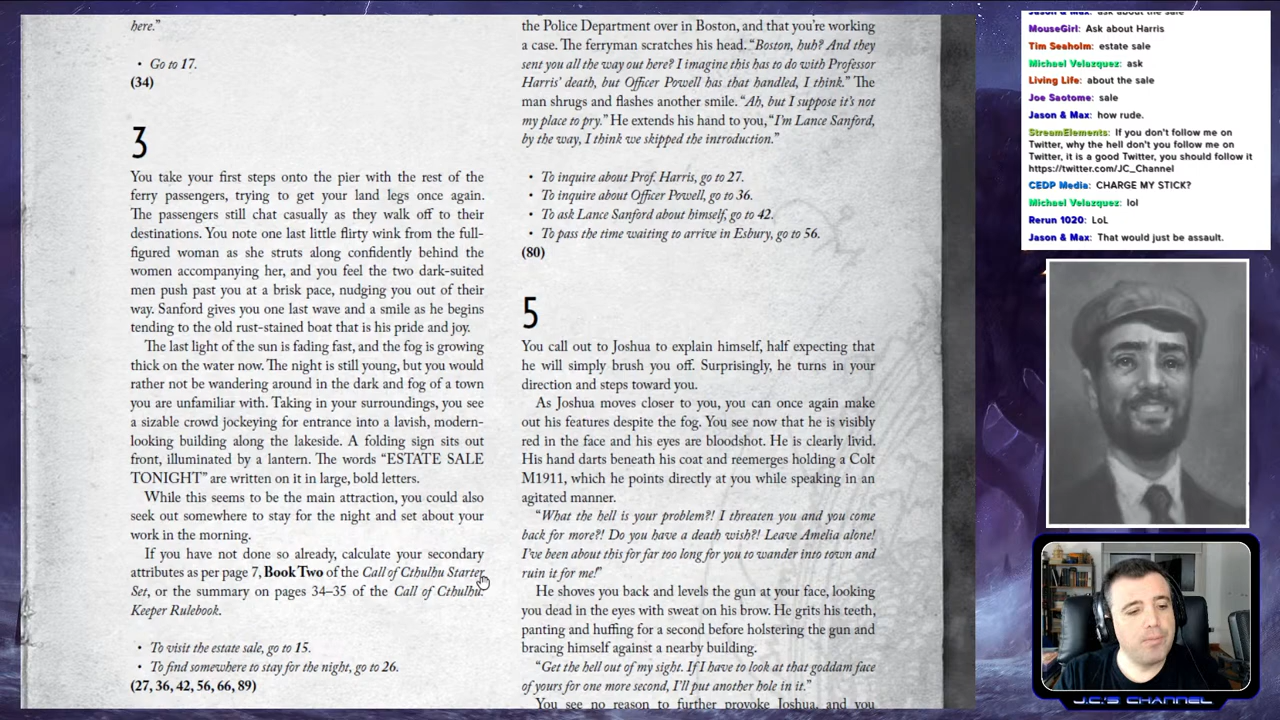 here."
• Go to 17.
(34)
3
You take your first steps onto the pier with the rest of the
ferry passengers, trying to get your land legs once again.
The passengers still chat casually as they walk off to their
destinations. You note one last little flirty wink from the full-
figured woman as she struts along confidently behind the
women accompanying her, and you feel the two dark-suited
men push past you at a brisk pace, nudging you out of their
way. Sanford gives you one last wave and a smile as he begins
tending to the old rust-stained boat that is his pride and joy.
The last light of the sun is fading fast, and the fog is growing
thick on the water now. The night is still young, but you would
rather not be wandering around in the dark and fog of a town
you are unfamiliar with. Taking in your surroundings, you see
a sizable crowd jockeying for entrance into a lavish, modern-
looking building along the lakeside. A folding sign sits out
front, illuminated by a lantern. The words "ESTATE SALE
TONIGHT" are written on it in large, bold letters.
While this seems to be the main attraction, you could also
seek out somewhere to stay for the night and set about your
work in the morning.
If you have not done so already, calculate your secondary
attributes as per page 7, Book Two of the Call of Cthulhu Starter
Set, or the summary on pages 34–35 of the Call of Cthulhu
Keeper Rulebook.
• To visit the estate sale, go to 15.
• To find somewhere to stay for the night, go to 26.
(27, 36, 42, 56, 66, 89)
the Police Department over in Boston, and that you're working
a case. The ferryman scratches his head. "Boston, huh? And they
sent you all the way out here? I imagine this has to do with Professor
Harris' death, but Officer Powell has that handled, I think." The
man shrugs and flashes another smile. "Ah, but I suppose it's not
my place to pry." He extends his hand to you, "I'm Lance Sanford,
by the way, I think we skipped the introduction."
• To inquire about Prof. Harris, go to 27.
• To inquire about Officer Powell, go to 36.
• To ask Lance Sanford about himself, go to 42.
• To pass the time waiting to arrive in Esbury, go to 56.
(80)
5
You call out to Joshua to explain himself, half expecting that
he will simply brush you off. Surprisingly, he turns in your
direction and steps toward you.
As Joshua moves closer to you, you can once again make
out his features despite the fog. You see now that he is visibly
red in the face and his eyes are bloodshot. He is clearly livid.
His hand darts beneath his coat and reemerges holding a Colt
M1911, which he points directly at you while speaking in an
agitated manner.
"What the hell is your problem?! I threaten you and you come
back for more?! Do you have a death wish?! Leave Amelia alone!
I've been about this for far too long for you to wander into town and
ruin it for me!"
He shoves you back and levels the gun at your face, looking
you dead in the eyes with sweat on his brow. He grits his teeth,
panting and huffing for a second before holstering the gun and
bracing himself against a nearby building.
"Get the hell out of my sight. If I have to look at that goddam face
of yours for one more second, I'll put another hole in it."
You see no reason to further provoke Joshua, and you
Jason & Max: ask about the sale
MouseGirl: Ask about Harris
Tim Seaholm: estate sale
Michael Velazquez: ask
Living Life: about the sale
Joe Saotome: sale
Jason & Max: how rude.
StreamElements: If you don't follow me on
Twitter, why the hell don't you follow me on
Twitter, it is a good Twitter, you should follow it
https://twitter.com/JC_Channel
CEDP Media: CHARGE MY STICK?
Michael Velazquez: lol
Rerun 1020: LoL
Jason & Max: That would just be assault.
J.C.'S CHANNEL